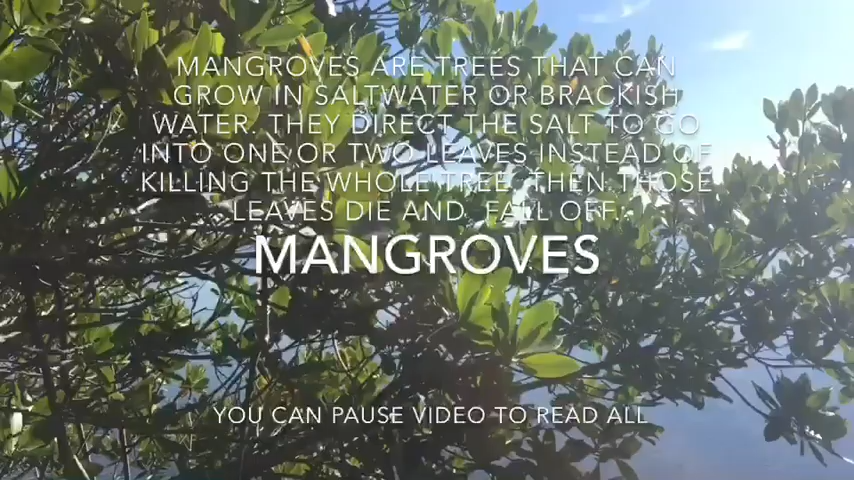 MANGROVES ARE TREES THAT CAN
GROW IN SALTWATER OR BRACKISH
WATER. THEY DIRECT THE SALT TO GO
INTO ONE OR TWO LEAVES INSTEAD OF
KILLING THE WHOLE TREE. THEN THOSE
LEAVES DIE AND FALL OFF.
MANGROVES
YOU CAN PAUSE VIDEO TO READ ALL